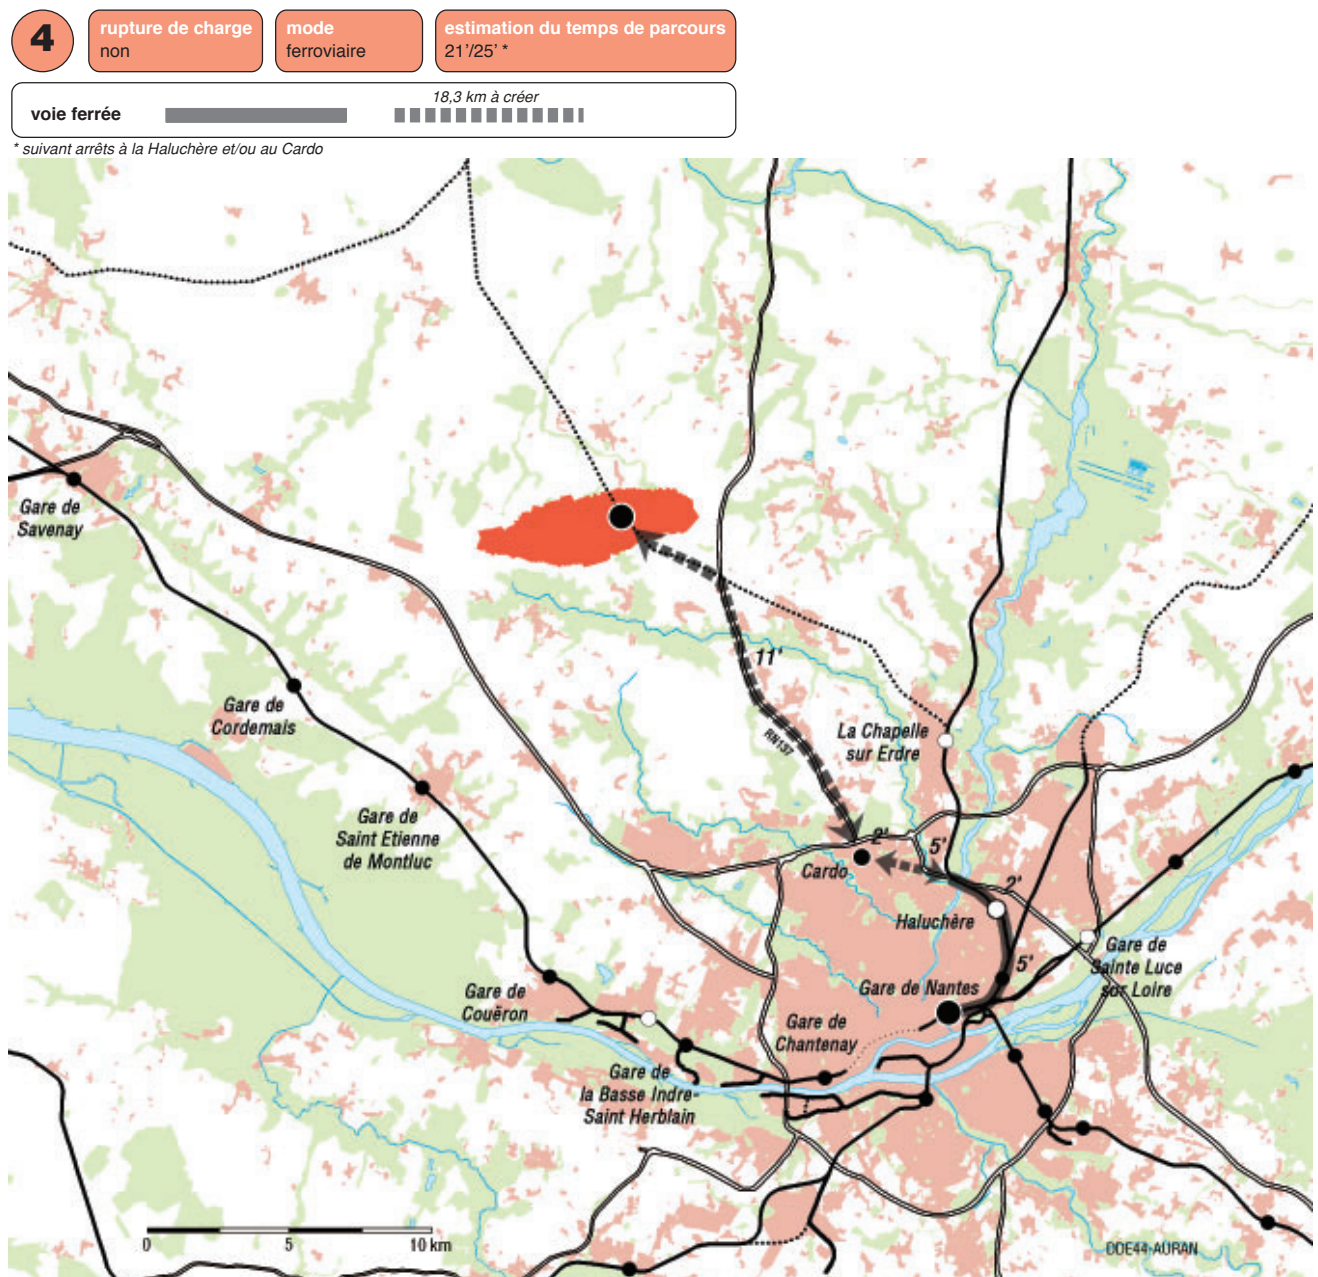 4
rupture de charge
non
mode
ferroviaire
estimation du temps de parcours
21'/25' *
voie ferrée
18,3 km à créer
* suivant arrêts à la Haluchère et/ou au Cardo
Gare de
Savenay
Gare de
Cordemais
11'
RN137
La Chapelle
sur Erdre
Gare de
Saint Etienne
de Montluc
2'
5'
Cardo
2'
Haluchère
Gare de
Sainte Luce
sur Loire
5'
Gare de Nantes
Gare de
Couëron
Gare de
Chantenay
Gare de
la Basse Indre-
Saint Herblain
0 5 10 km
DDE44-AURAN